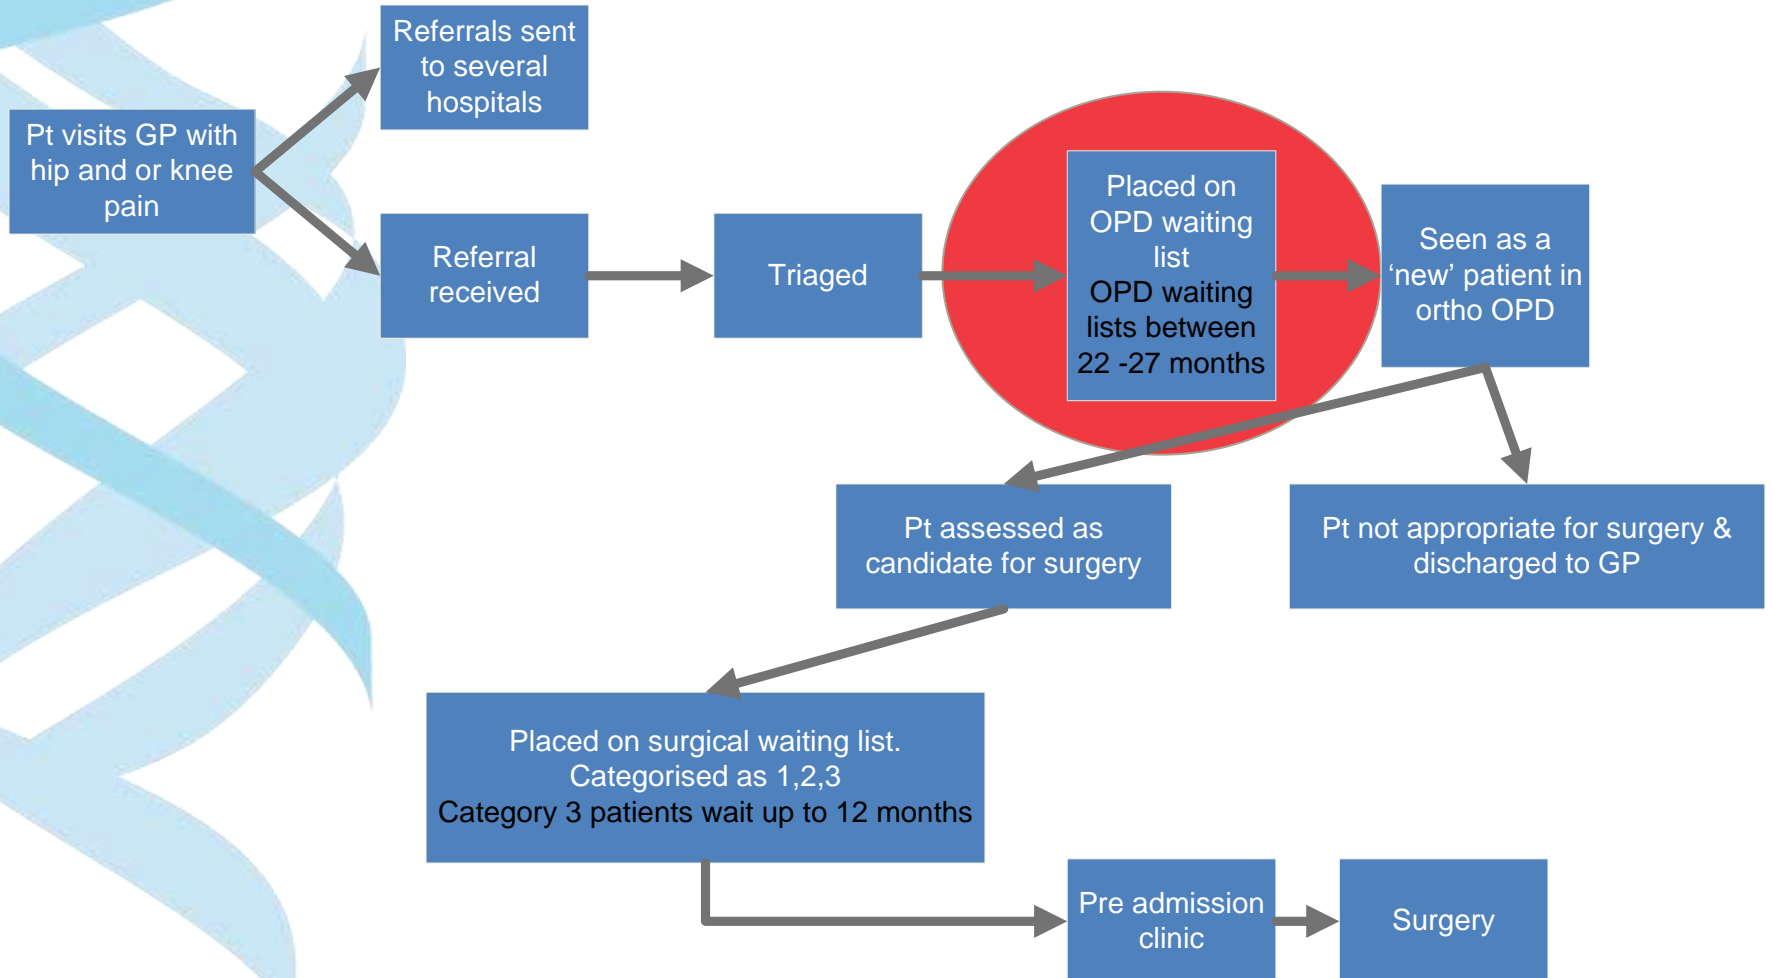 Referrals sent
to several
hospitals
Pt visits GP with
hip and or knee
pain
Referral
received
Triaged
Placed on
OPD waiting
list
OPD waiting
lists between
22 -27 months
Seen as a
‘new’ patient in
ortho OPD
Pt assessed as
candidate for surgery
Pt not appropriate for surgery &
discharged to GP
Placed on surgical waiting list.
Categorised as 1,2,3
Category 3 patients wait up to 12 months
Pre admission
clinic
Surgery